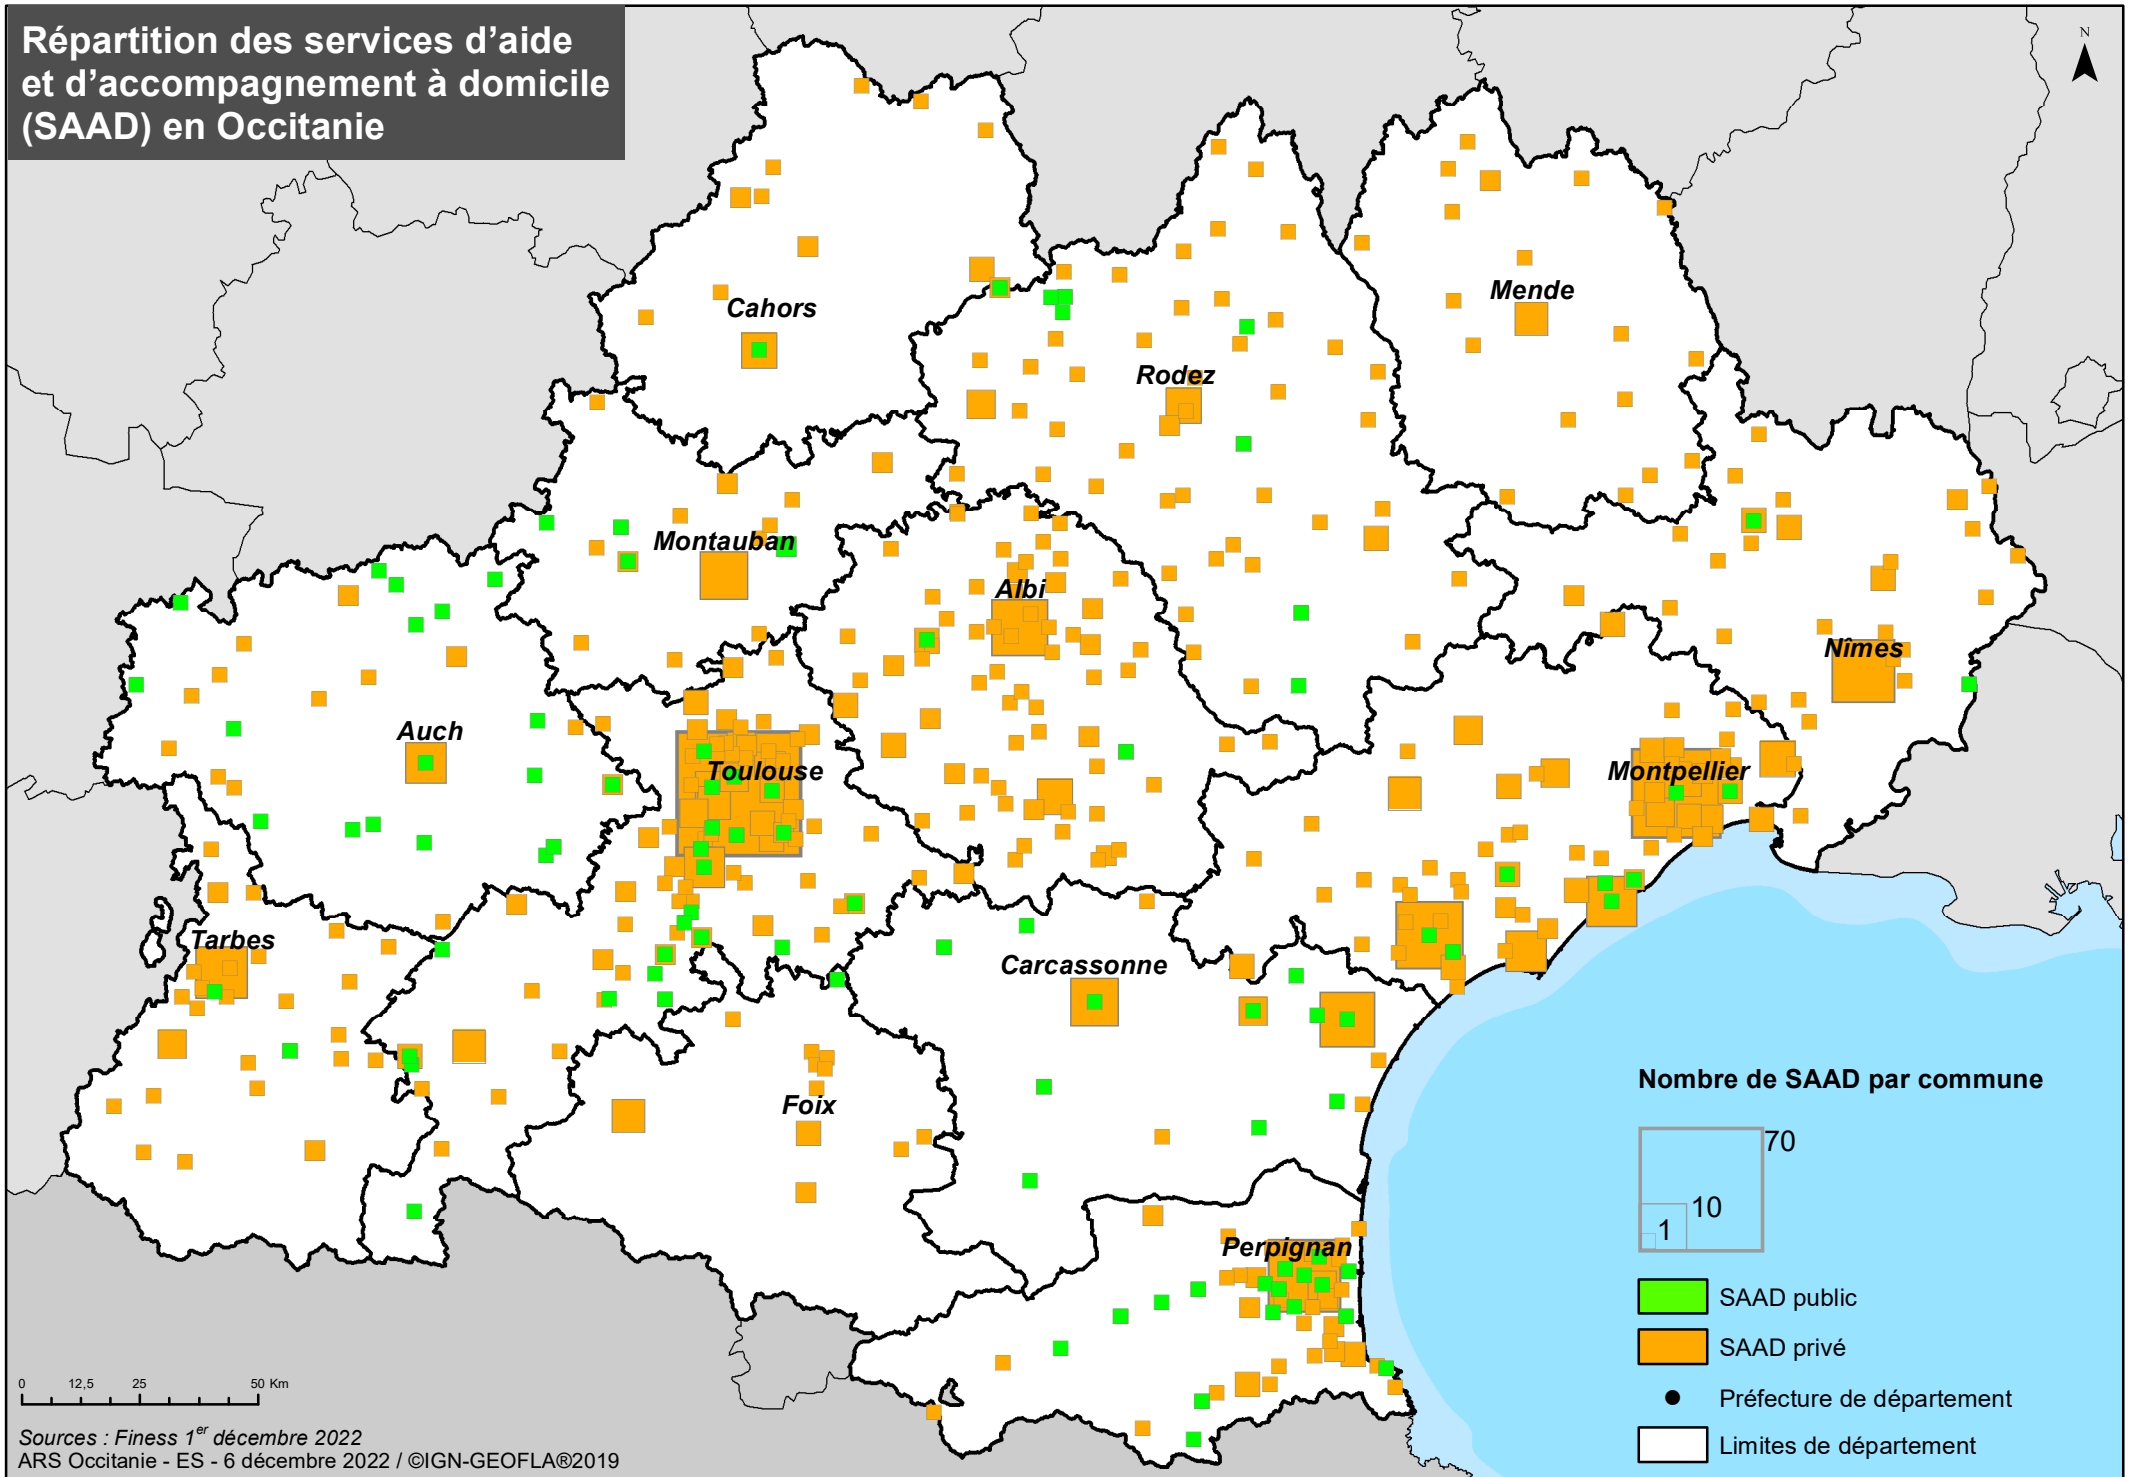 Répartition des services d'aide
et d'accompagnement à domicile
(SAAD) en Occitanie
N
Cahors
Mende
Rodez
Montauban
Albi
Nîmes
Auch
Toulouse
Montpellier
Tarbes
Carcassonne
Foix
Perpignan
Nombre de SAAD par commune
70
10
1
SAAD public
SAAD privé
Préfecture de département
Limites de département
0 12,5 25 50 Km
Sources : Finess 1er décembre 2022
ARS Occitanie - ES - 6 décembre 2022 / ©IGN-GEOFLA®2019